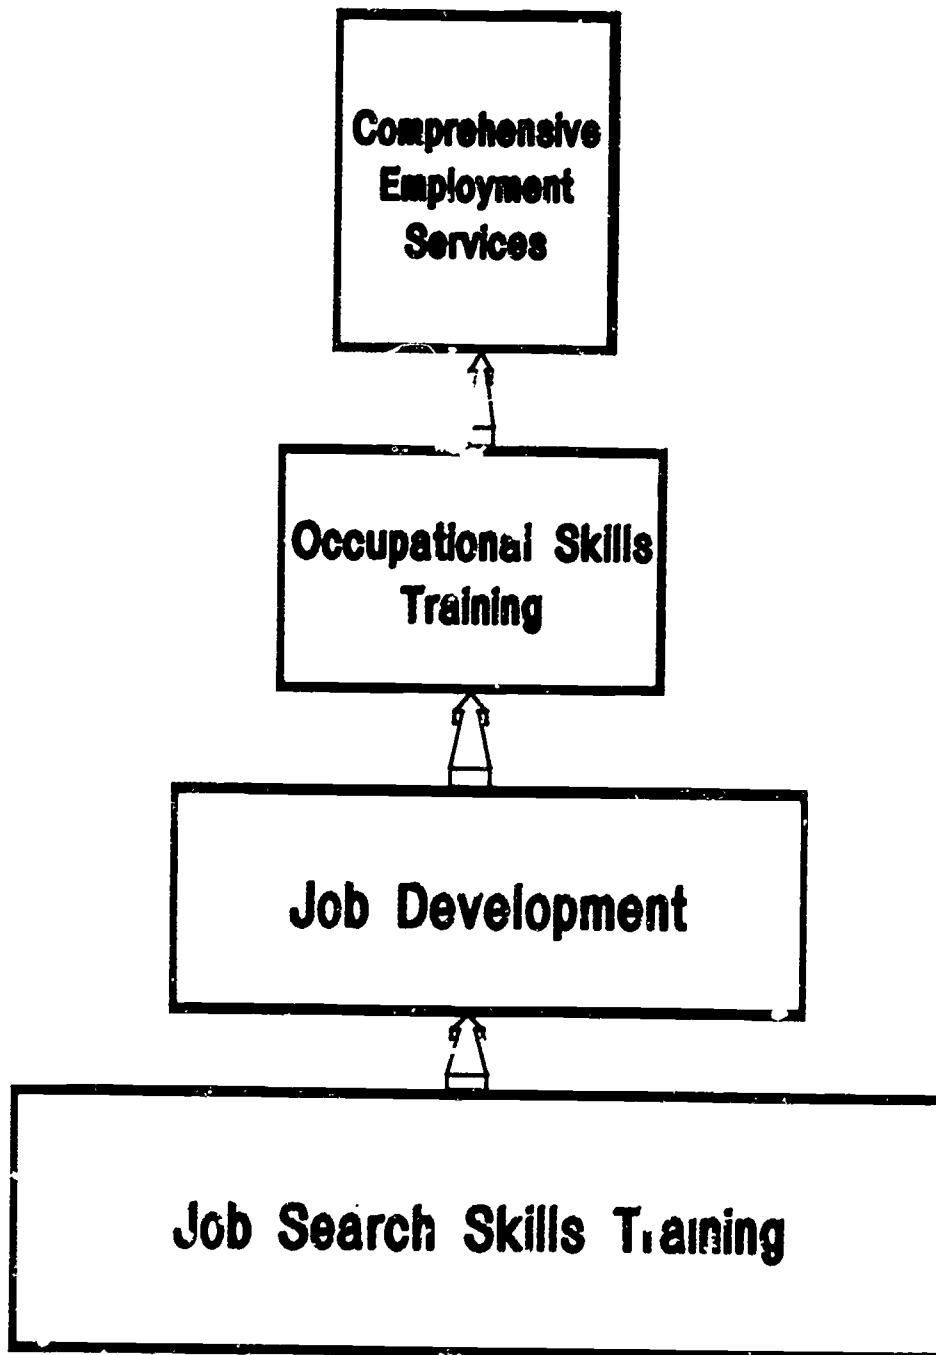 Comprehensive
Employment
Services
Occupational Skills
Training
Job Development
Job Search Skills Training